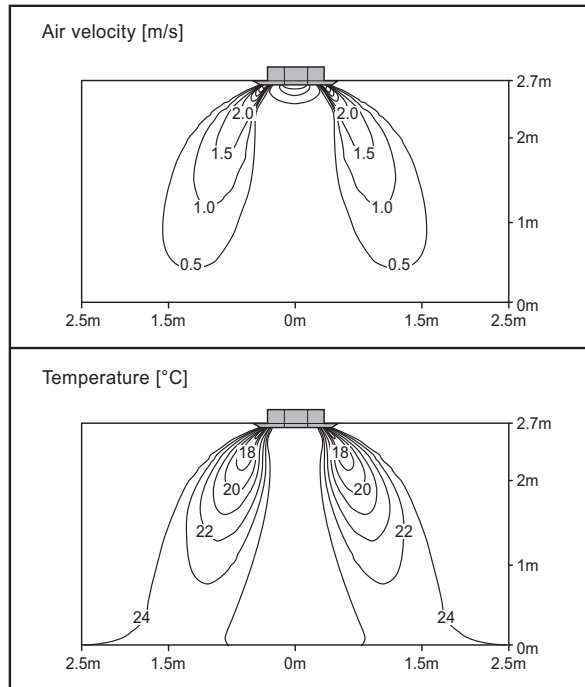 Air velocity [m/s]
2.7m
2.0 2.0
2m
1.5 1.5
1.0 1.0
1m
0.5 0.5
0m
2.5m 1.5m 0m 1.5m 2.5m
Temperature [°C]
2.7m
18 18
20 20
2m
22 22
1m
24 24
0m
2.5m 1.5m 0m 1.5m 2.5m